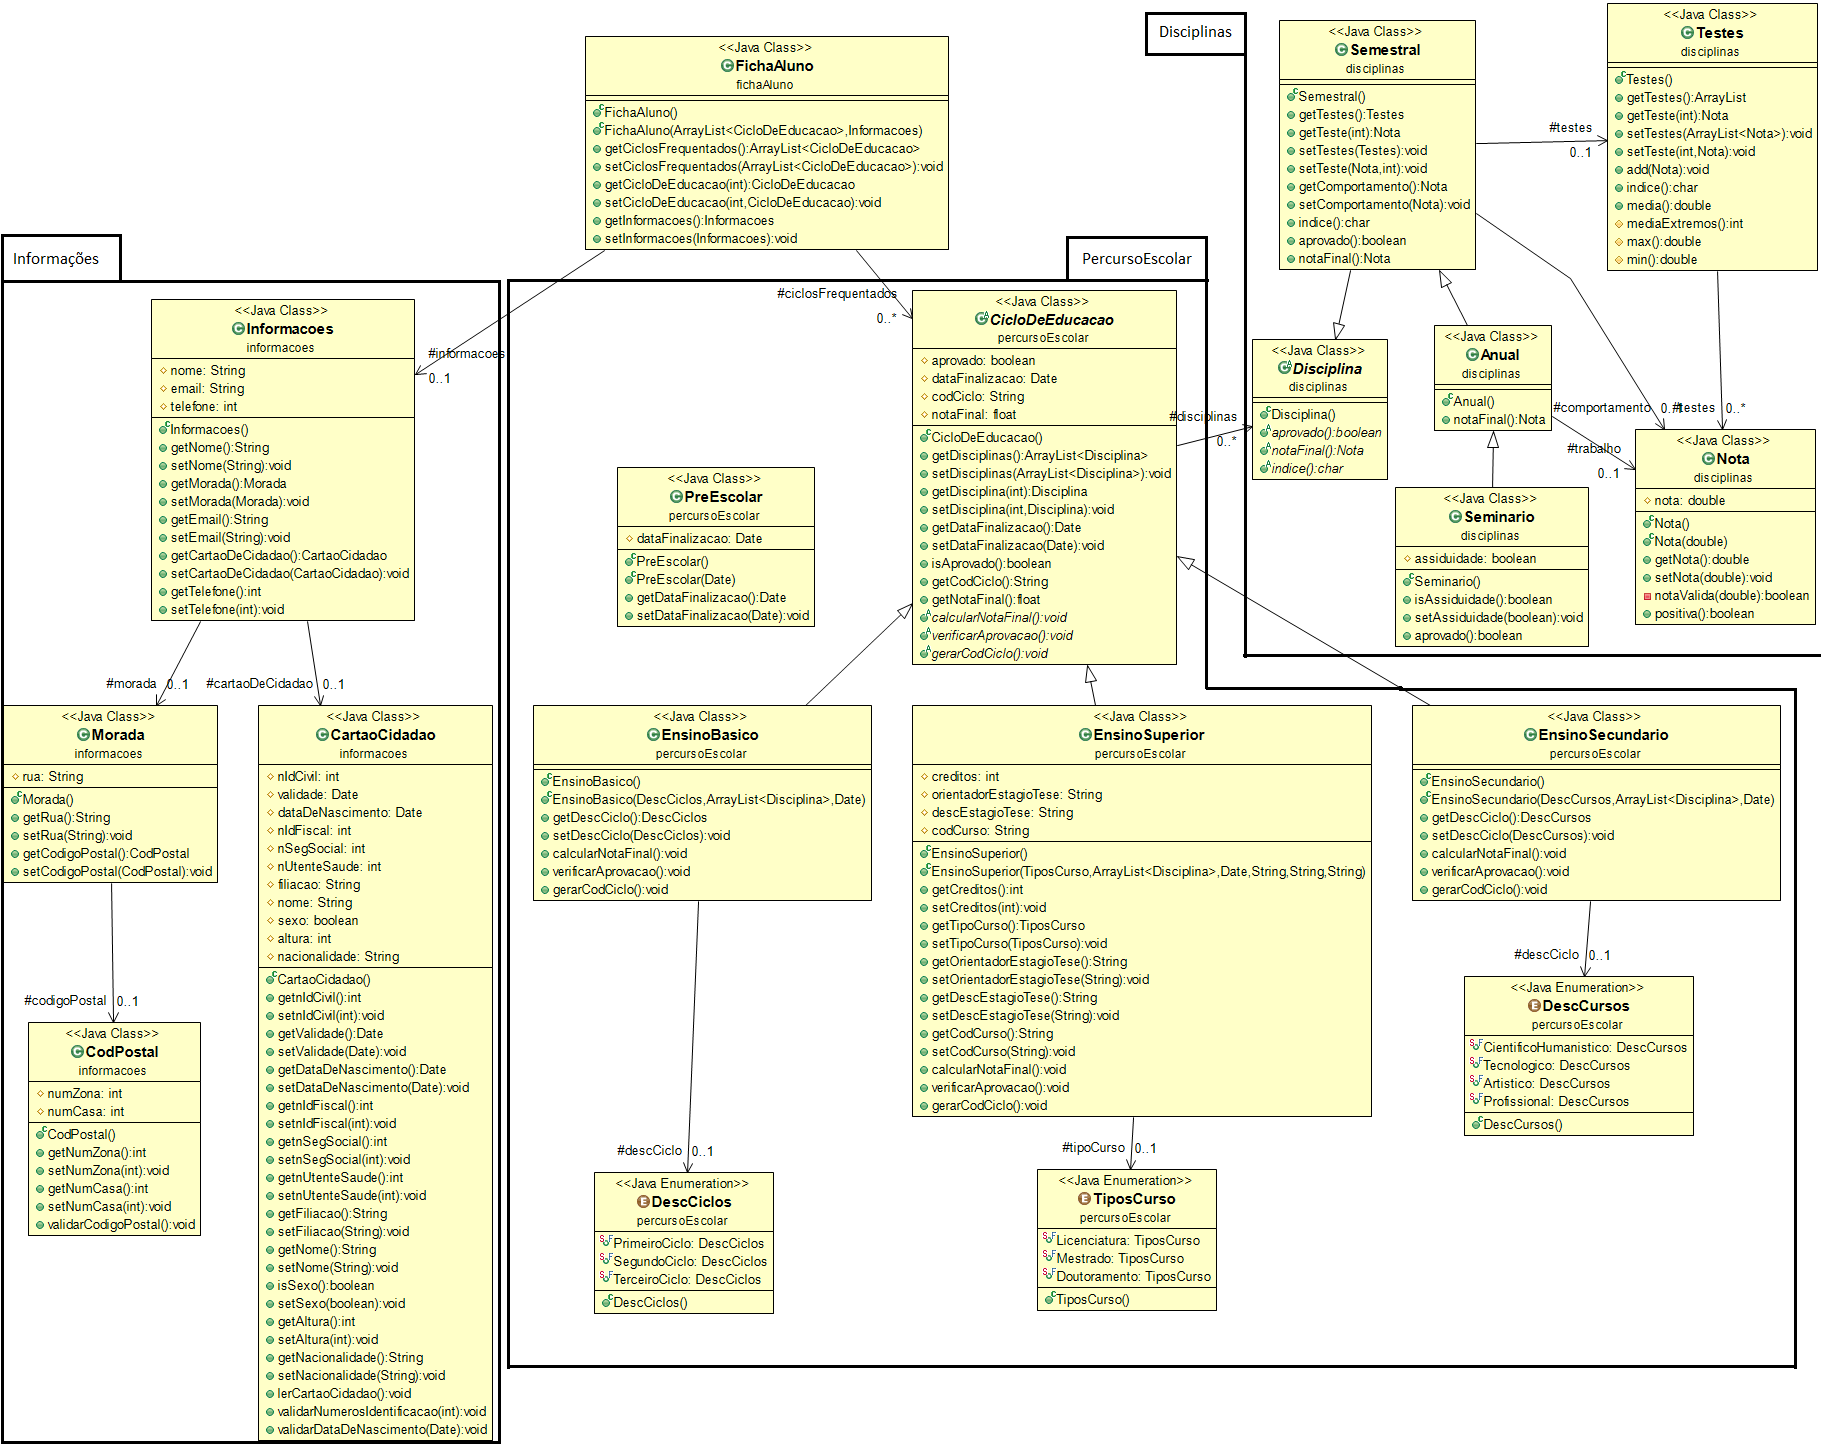 <<Java Class>>
FichaAluno
fichaAluno
FichaAluno()
FichaAluno(ArrayList<CicloDeEducacao>,Informacoes)
getCiclosFrequentados():ArrayList<CicloDeEducacao>
setCiclosFrequentados(ArrayList<CicloDeEducacao>):void
getCicloDeEducacao(int):CicloDeEducacao
setCicloDeEducacao(int,CicloDeEducacao):void
getInformacoes():Informacoes
setInformacoes(Informacoes):void
#informacoes
0..1
#ciclosFrequentados
0..*
Informações
<<Java Class>>
Informacoes
informacoes
nome: String
email: String
telefone: int
Informacoes()
getNome():String
setNome(String):void
getMorada():Morada
setMorada(Morada):void
getEmail():String
setEmail(String):void
getCartaoDeCidadao():CartaoCidadao
setCartaoDeCidadao(CartaoCidadao):void
getTelefone():int
setTelefone(int):void
#morada
0..1
#cartaoDeCidadao
0..1
<<Java Class>>
Morada
informacoes
rua: String
Morada()
getRua():String
setRua(String):void
getCodigoPostal():CodPostal
setCodigoPostal(CodPostal):void
#codigoPostal
0..1
<<Java Class>>
CodPostal
informacoes
numZona: int
numCasa: int
CodPostal()
getNumZona():int
setNumZona(int):void
getNumCasa():int
setNumCasa(int):void
validarCodigoPostal():void
<<Java Class>>
CartaoCidadao
informacoes
nIdCivil: int
validade: Date
dataDeNascimento: Date
nIdFiscal: int
nSegSocial: int
nUtenteSaude: int
filiacao: String
nome: String
sexo: boolean
altura: int
nacionalidade: String
CartaoCidadao()
getnIdCivil():int
setnIdCivil(int):void
getValidade():Date
setValidade(Date):void
getDataDeNascimento():Date
setDataDeNascimento(Date):void
getnIdFiscal():int
setnIdFiscal(int):void
getnSegSocial():int
setnSegSocial(int):void
getnUtenteSaude():int
setnUtenteSaude(int):void
getFiliacao():String
setFiliacao(String):void
getNome():String
setNome(String):void
isSexo():boolean
setSexo(boolean):void
getAltura():int
setAltura(int):void
getNacionalidade():String
setNacionalidade(String):void
lerCartaoCidadao():void
validarNumerosIdentificacao(int):void
validarDataDeNascimento(Date):void
PercursoEscolar
<<Java Class>>
CicloDeEducacao
percursoEscolar
aprovado: boolean
dataFinalizacao: Date
codCiclo: String
notaFinal: float
CicloDeEducacao()
getDisciplinas():ArrayList<Disciplina>
setDisciplinas(ArrayList<Disciplina>):void
getDisciplina(int):Disciplina
setDisciplina(int,Disciplina):void
getDataFinalizacao():Date
setDataFinalizacao(Date):void
isAprovado():boolean
getCodCiclo():String
getNotaFinal():float
calcularNotaFinal():void
verificarAprovacao():void
gerarCodCiclo():void
#disciplinas
0..*
<<Java Class>>
PreEscolar
percursoEscolar
dataFinalizacao: Date
PreEscolar()
PreEscolar(Date)
getDataFinalizacao():Date
setDataFinalizacao(Date):void
<<Java Class>>
EnsinoBasico
percursoEscolar
EnsinoBasico()
EnsinoBasico(DescCiclos,ArrayList<Disciplina>,Date)
getDescCiclo():DescCiclos
setDescCiclo(DescCiclos):void
calcularNotaFinal():void
verificarAprovacao():void
gerarCodCiclo():void
#descCiclo
0..1
<<Java Enumeration>>
DescCiclos
percursoEscolar
PrimeiroCiclo: DescCiclos
SegundoCiclo: DescCiclos
TerceiroCiclo: DescCiclos
DescCiclos()
<<Java Class>>
EnsinoSuperior
percursoEscolar
creditos: int
orientadorEstagioTese: String
descEstagioTese: String
codCurso: String
EnsinoSuperior()
EnsinoSuperior(TiposCurso,ArrayList<Disciplina>,Date,String,String,String)
getCreditos():int
setCreditos(int):void
getTipoCurso():TiposCurso
setTipoCurso(TiposCurso):void
getOrientadorEstagioTese():String
setOrientadorEstagioTese(String):void
getDescEstagioTese():String
setDescEstagioTese(String):void
getCodCurso():String
setCodCurso(String):void
calcularNotaFinal():void
verificarAprovacao():void
gerarCodCiclo():void
#tipoCurso
0..1
<<Java Enumeration>>
TiposCurso
percursoEscolar
Licenciatura: TiposCurso
Mestrado: TiposCurso
Doutoramento: TiposCurso
TiposCurso()
<<Java Class>>
EnsinoSecundario
percursoEscolar
EnsinoSecundario()
EnsinoSecundario(DescCursos,ArrayList<Disciplina>,Date)
getDescCiclo():DescCursos
setDescCiclo(DescCursos):void
calcularNotaFinal():void
verificarAprovacao():void
gerarCodCiclo():void
#descCiclo
0..1
<<Java Enumeration>>
DescCursos
percursoEscolar
CientificoHumanistico: DescCursos
Tecnologico: DescCursos
Artistico: DescCursos
Profissional: DescCursos
DescCursos()
Disciplinas
<<Java Class>>
Semestral
disciplinas
Semestral()
getTestes():Testes
getTeste(int):Nota
setTestes(Testes):void
setTeste(Nota,int):void
getComportamento():Nota
setComportamento(Nota):void
indice():char
aprovado():boolean
notaFinal():Nota
#testes
0..1
<<Java Class>>
Testes
disciplinas
Testes()
getTestes():ArrayList
getTeste(int):Nota
setTestes(ArrayList<Nota>):void
setTeste(int,Nota):void
add(Nota):void
indice():char
media():double
mediaExtremos():int
max():double
min():double
<<Java Class>>
Disciplina
disciplinas
Disciplina()
aprovado():boolean
notaFinal():Nota
indice():char
<<Java Class>>
Anual
disciplinas
Anual()
notaFinal():Nota
#comportamento
#testes
0..*
#trabalho
0..1
<<Java Class>>
Seminario
disciplinas
assiduidade: boolean
Seminario()
isAssiduidade():boolean
setAssiduidade(boolean):void
aprovado():boolean
<<Java Class>>
Nota
disciplinas
nota: double
Nota()
Nota(double)
getNota():double
setNota(double):void
notaValida(double):boolean
positiva():boolean